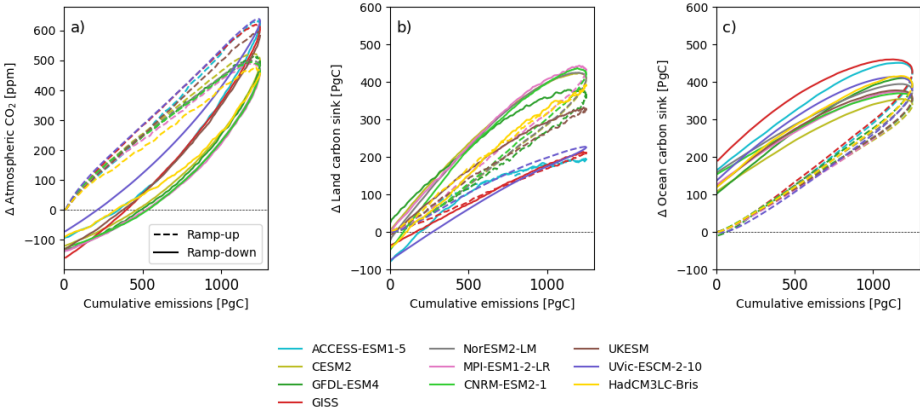 a)
Δ Atmospheric CO₂ [ppm]
600
500
400
300
200
100
0
−100
0
500
1000
Cumulative emissions [PgC]
Ramp-up
Ramp-down
b)
Δ Land carbon sink [PgC]
600
500
400
300
200
100
0
−100
0
500
1000
Cumulative emissions [PgC]
c)
Δ Ocean carbon sink [PgC]
600
500
400
300
200
100
0
−100
0
500
1000
Cumulative emissions [PgC]
ACCESS-ESM1-5
CESM2
GFDL-ESM4
GISS
NorESM2-LM
MPI-ESM1-2-LR
CNRM-ESM2-1
UKESM
UVic-ESCM-2-10
HadCM3LC-Bris